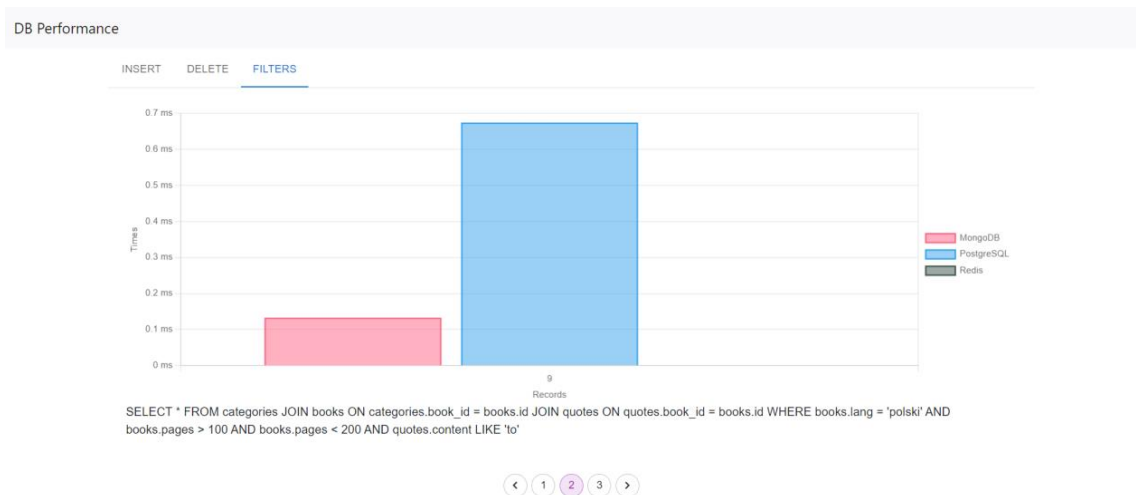 DB Performance
INSERT DELETE FILTERS
0.7 ms
0.6 ms
0.5 ms
0.4 ms
0.3 ms
0.2 ms
0.1 ms
0 ms
Times
9
Records
MongoDB
PostgreSQL
Redis
SELECT * FROM categories JOIN books ON categories.book_id = books.id JOIN quotes ON quotes.book_id = books.id WHERE books.lang = 'polski' AND
books.pages > 100 AND books.pages < 200 AND quotes.content LIKE 'to'
< 1 2 3 >